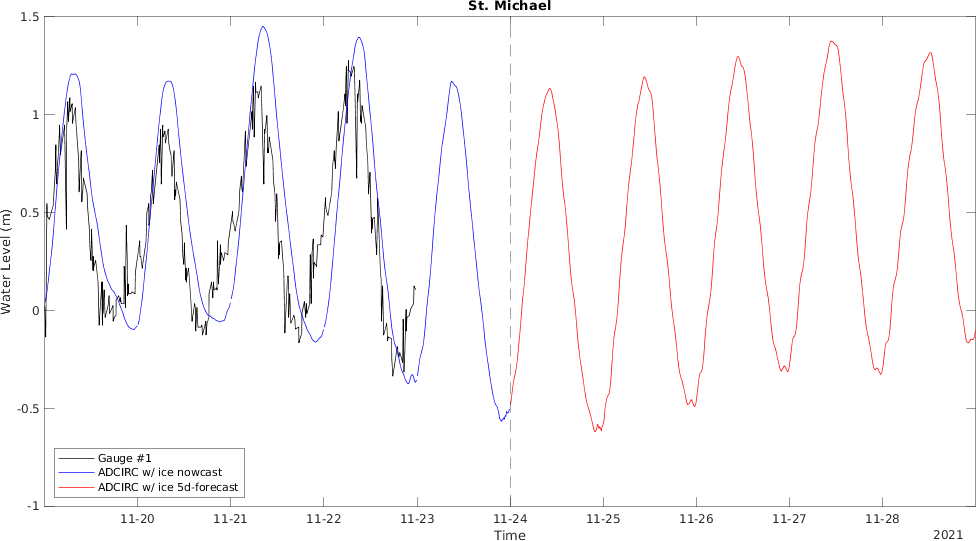 St. Michael
1.5
1
0.5
0
-0.5
-1
Water Level (m)
Gauge #1
ADCIRC w/ ice nowcast
ADCIRC w/ ice 5d-forecast
11-20 11-21 11-22 11-23 11-24 11-25 11-26 11-27 11-28
Time
2021